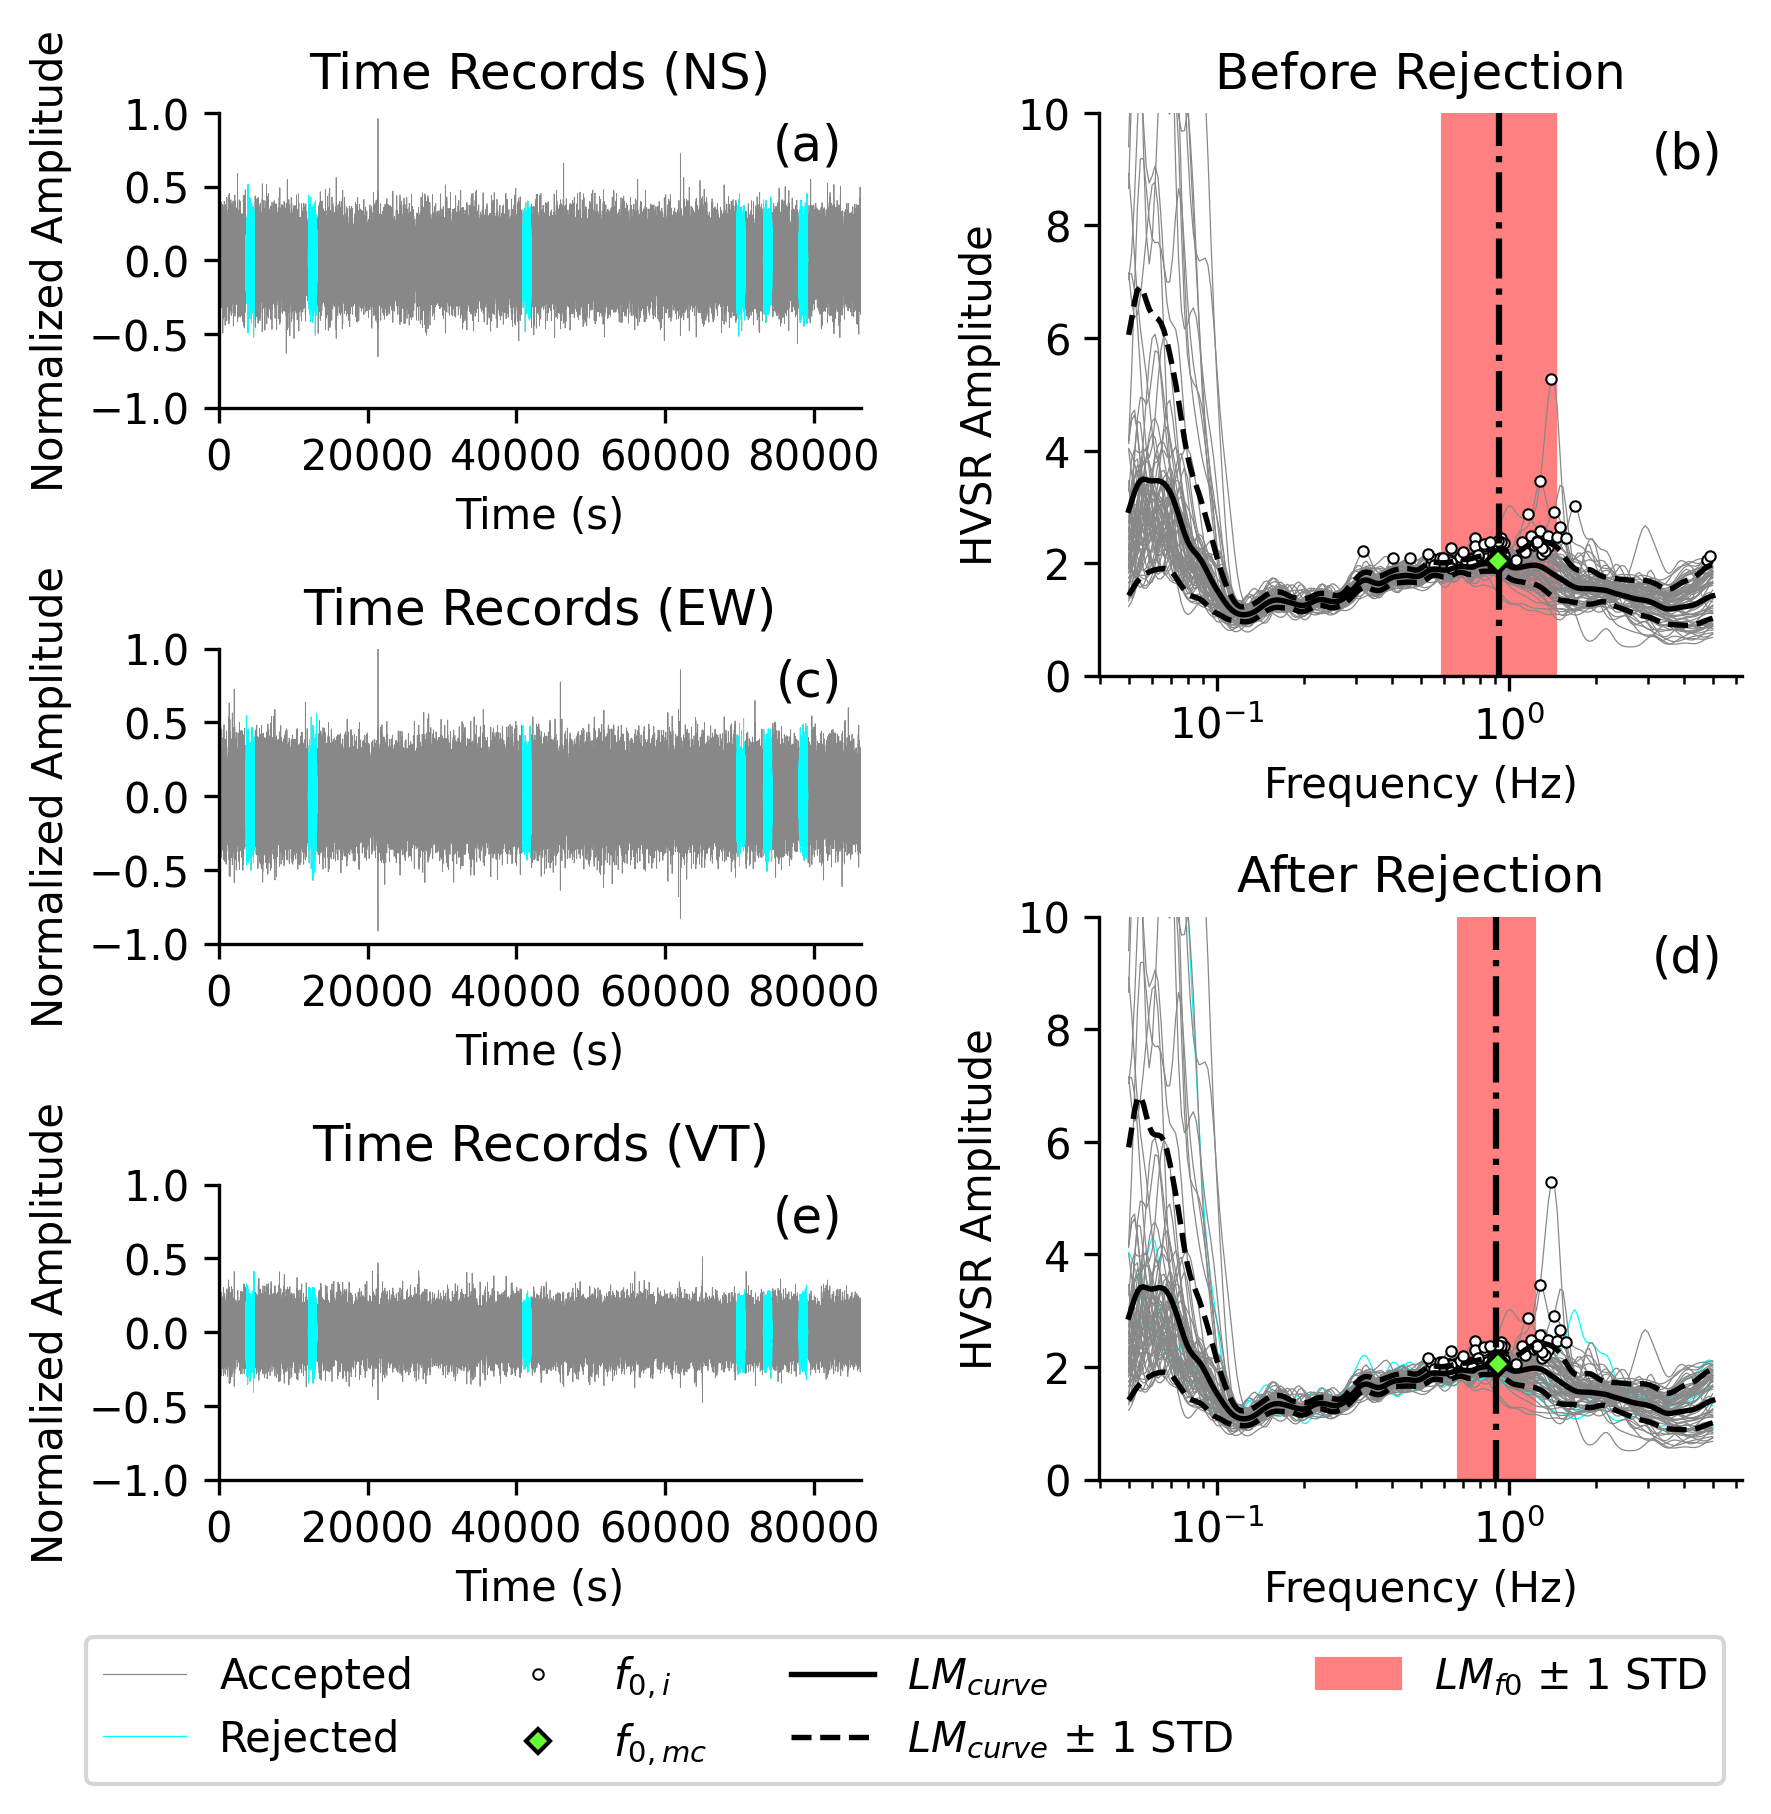 Time Records (NS)
(a)
Normalized Amplitude
1.0
0.5
0.0
−0.5
−1.0
0 20000 40000 60000 80000
Time (s)
Before Rejection
(b)
HVSR Amplitude
10
8
6
4
2
0
10⁻¹ 10⁰
Frequency (Hz)
Time Records (EW)
(c)
Normalized Amplitude
1.0
0.5
0.0
−0.5
−1.0
0 20000 40000 60000 80000
Time (s)
After Rejection
(d)
HVSR Amplitude
10
8
6
4
2
0
10⁻¹ 10⁰
Frequency (Hz)
Time Records (VT)
(e)
Normalized Amplitude
1.0
0.5
0.0
−0.5
−1.0
0 20000 40000 60000 80000
Time (s)
Accepted f0,i LMcurve LMf0 ± 1 STD
Rejected f0,mc LMcurve ± 1 STD